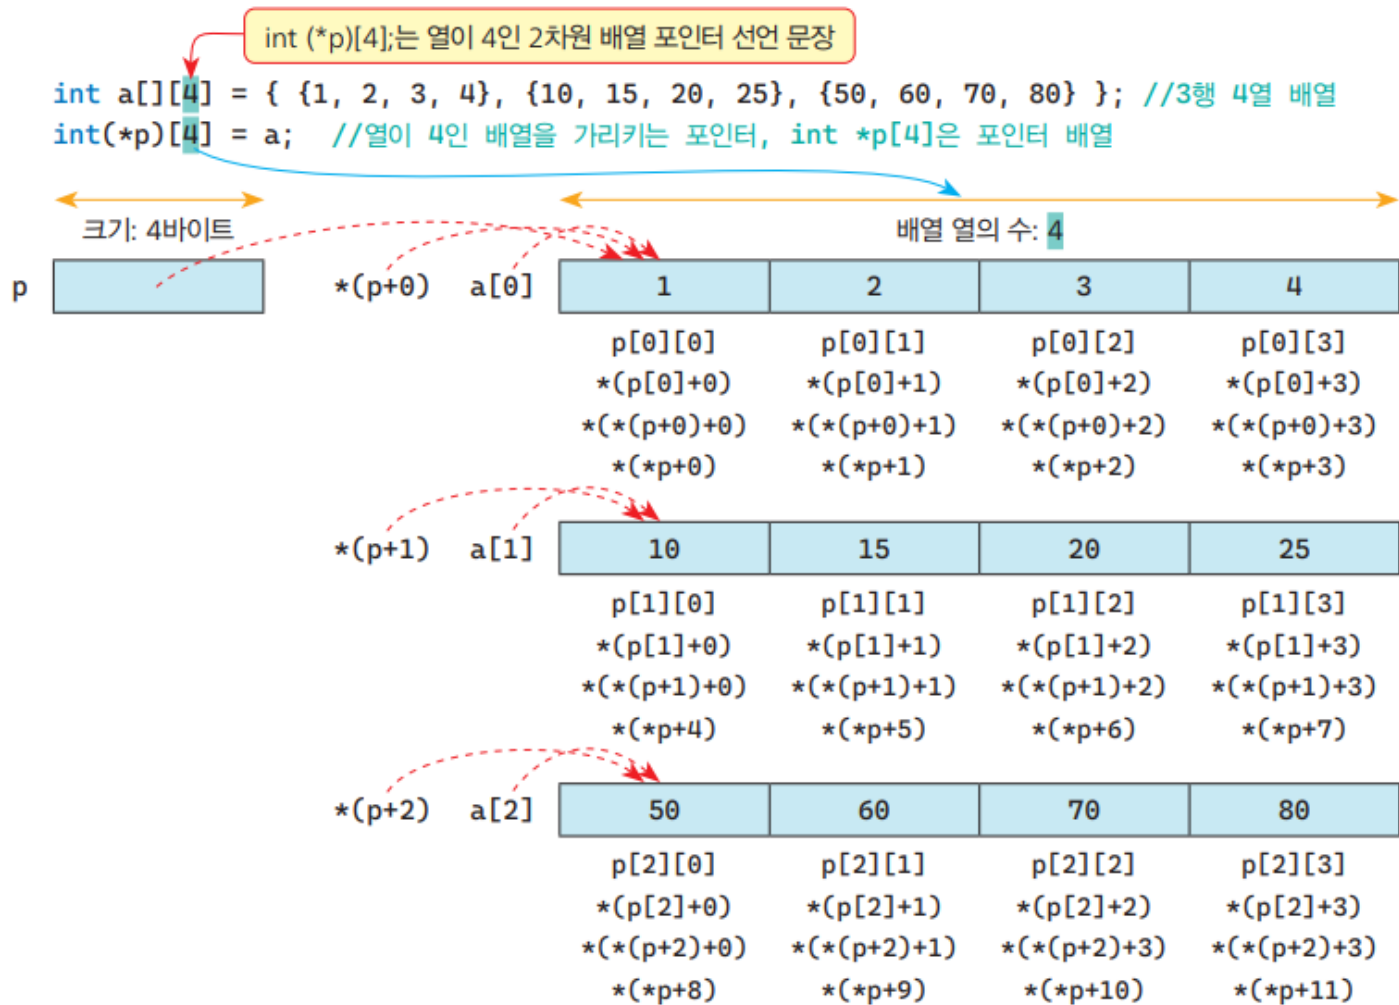 int (*p)[4];는 열이 4인 2차원 배열 포인터 선언 문장
int a[][4] = { {1, 2, 3, 4}, {10, 15, 20, 25}, {50, 60, 70, 80} }; //3행 4열 배열
int(*p)[4] = a; //열이 4인 배열을 가리키는 포인터, int *p[4]은 포인터 배열
크기: 4바이트 배열 열의 수: 4
p *(p+0) a[0] 1 2 3 4
p[0][0] p[0][1] p[0][2] p[0][3]
*(p[0]+0) *(p[0]+1) *(p[0]+2) *(p[0]+3)
*(*(p+0)+0) *(*(p+0)+1) *(*(p+0)+2) *(*(p+0)+3)
*(*p+0) *(*p+1) *(*p+2) *(*p+3)
*(p+1) a[1] 10 15 20 25
p[1][0] p[1][1] p[1][2] p[1][3]
*(p[1]+0) *(p[1]+1) *(p[1]+2) *(p[1]+3)
*(*(p+1)+0) *(*(p+1)+1) *(*(p+1)+2) *(*(p+1)+3)
*(*p+4) *(*p+5) *(*p+6) *(*p+7)
*(p+2) a[2] 50 60 70 80
p[2][0] p[2][1] p[2][2] p[2][3]
*(p[2]+0) *(p[2]+1) *(p[2]+2) *(p[2]+3)
*(*(p+2)+0) *(*(p+2)+1) *(*(p+2)+3) *(*(p+2)+3)
*(*p+8) *(*p+9) *(*p+10) *(*p+11)